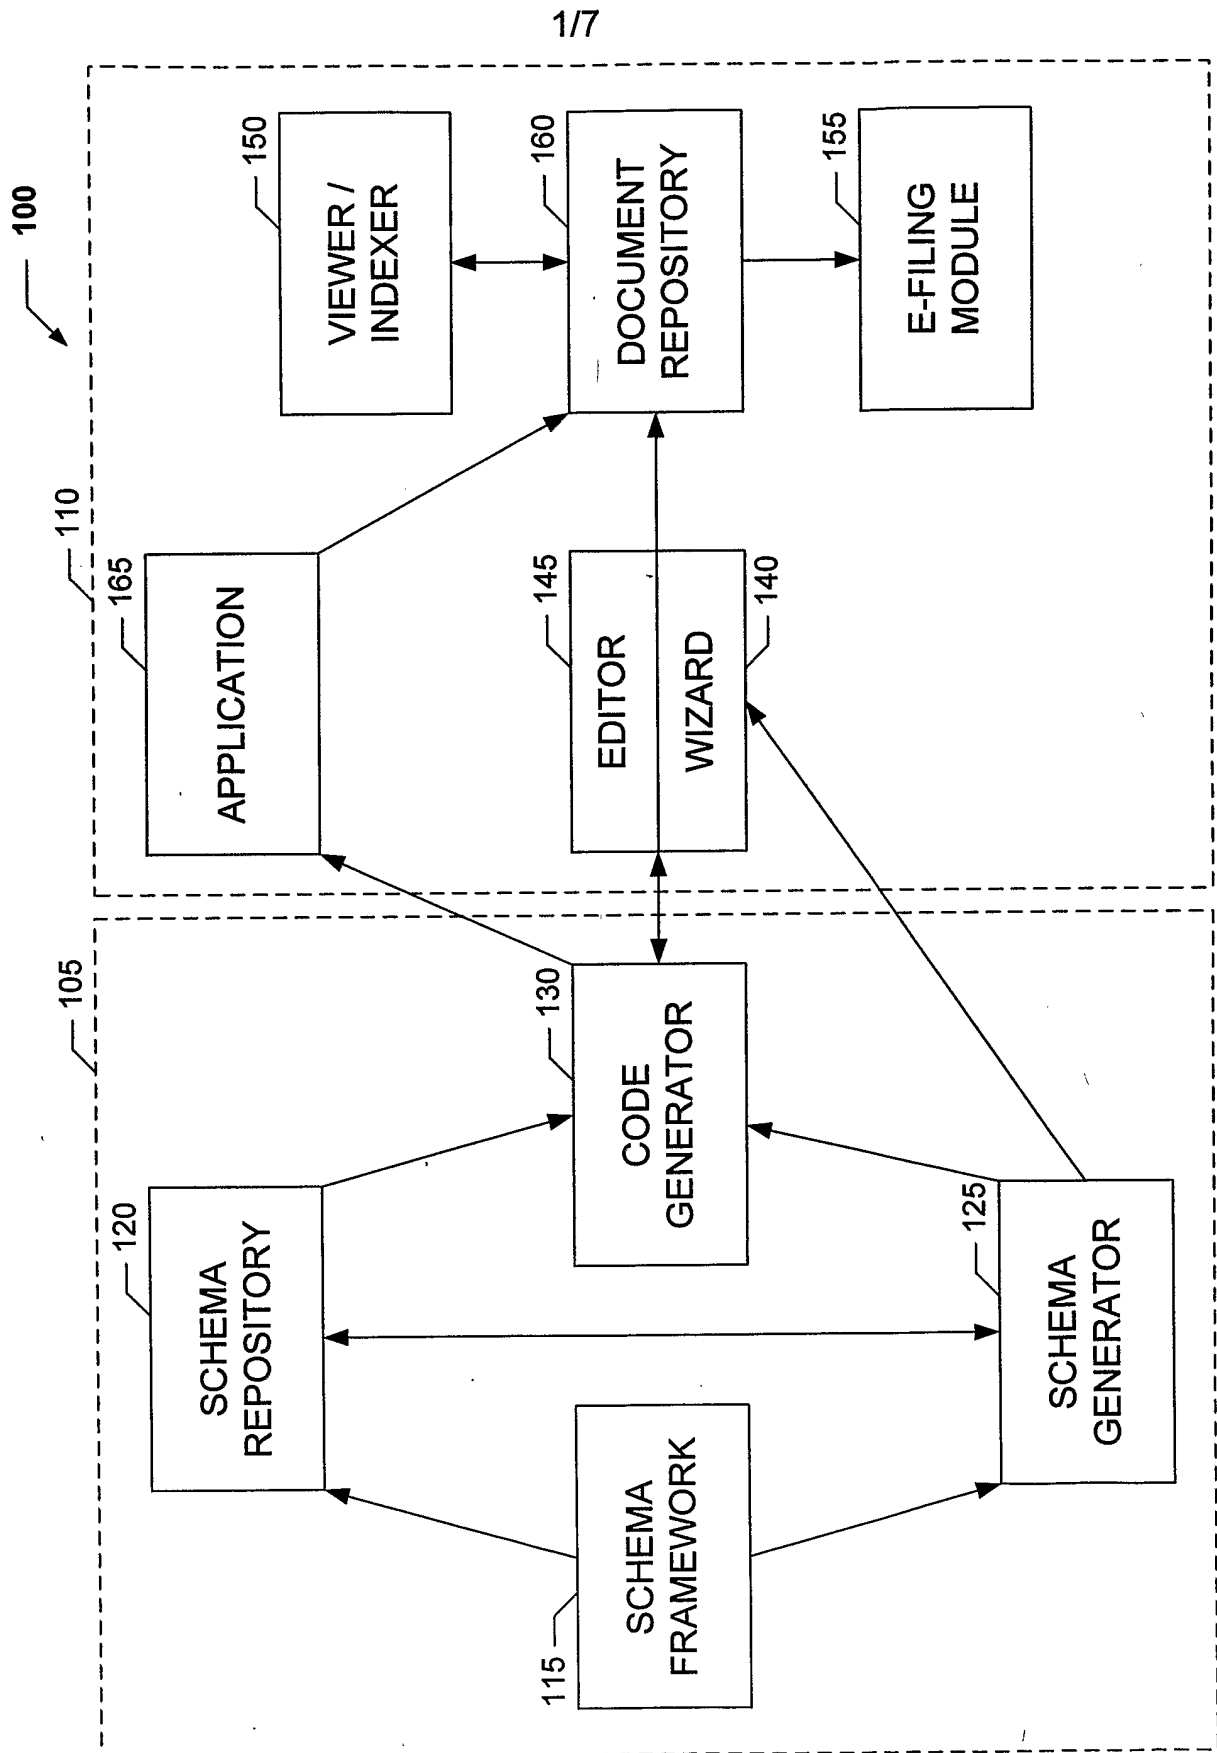 1/7
100
105
110
120
SCHEMA
REPOSITORY
115
SCHEMA
FRAMEWORK
125
SCHEMA
GENERATOR
130
CODE
GENERATOR
165
APPLICATION
145
EDITOR
WIZARD
140
150
VIEWER /
INDEXER
160
DOCUMENT
REPOSITORY
155
E-FILING
MODULE